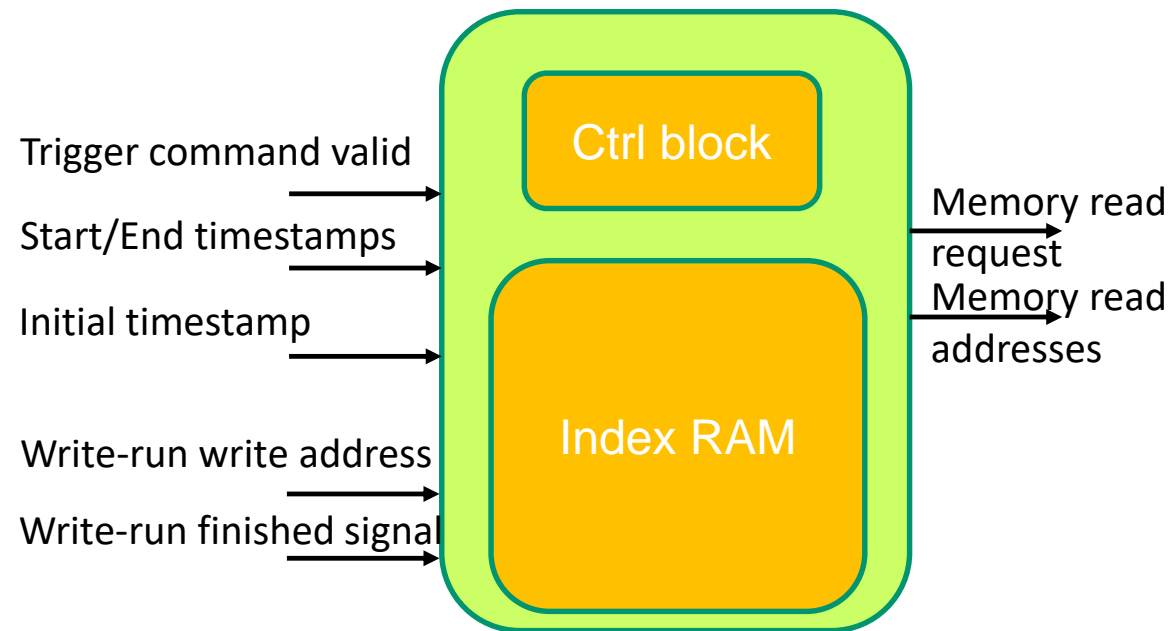 Trigger command valid
Start/End timestamps
Initial timestamp
Write-run write address
Write-run finished signal
Ctrl block
Index RAM
Memory read
request
Memory read
addresses